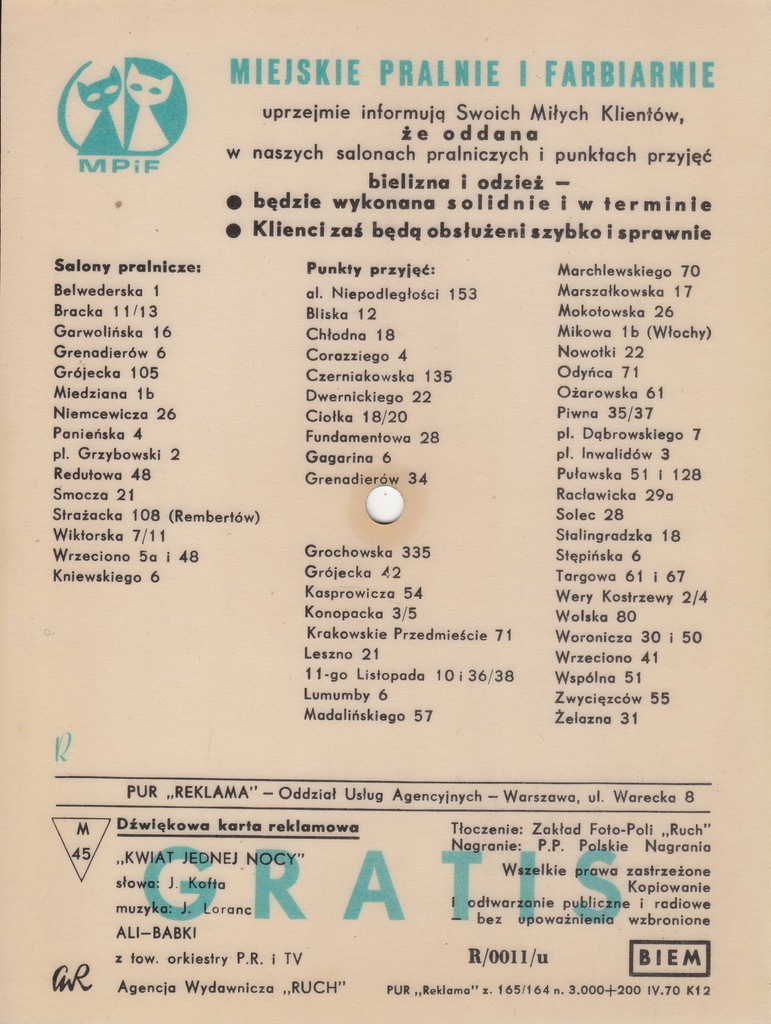 MPiF
MIEJSKIE PRALNIE I FARBIARNIE
uprzejmie informują Swoich Miłych Klientów,
że oddana
w naszych salonach pralniczych i punktach przyjęć
bielizna i odzież —
● będzie wykonana solidnie i w terminie
● Klienci zaś będą obsłużeni szybko i sprawnie
Salony pralnicze:
Belwederska 1
Bracka 11/13
Garwolińska 16
Grenadierów 6
Grójecka 105
Miedziana 1b
Niemcewicza 26
Panieńska 4
pl. Grzybowski 2
Redutowa 48
Smocza 21
Strażacka 108 (Rembertów)
Wiktorska 7/11
Wrzeciono 5a i 48
Kniewskiego 6
Punkty przyjęć:
al. Niepodległości 153
Bliska 12
Chłodna 18
Corazziego 4
Czerniakowska 135
Dwernickiego 22
Ciołka 18/20
Fundamentowa 28
Gagarina 6
Grenadierów 34
Grochowska 335
Grójecka 42
Kasprowicza 54
Konopacka 3/5
Krakowskie Przedmieście 71
Leszno 21
11-go Listopada 10 i 36/38
Lumumby 6
Madalińskiego 57
Marchlewskiego 70
Marszałkowska 17
Mokotowska 26
Mikowa 1b (Włochy)
Nowotki 22
Odyńca 71
Ożarowska 61
Piwna 35/37
pl. Dąbrowskiego 7
pl. Inwalidów 3
Puławska 51 i 128
Racławicka 29a
Solec 28
Stalingradzka 18
Stępińska 6
Targowa 61 i 67
Wery Kostrzewy 2/4
Wolska 80
Woronicza 30 i 50
Wrzeciono 41
Wspólna 51
Zwycięzców 55
Żelazna 31
R
PUR „REKLAMA” — Oddział Usług Agencyjnych — Warszawa, ul. Warecka 8
M
45
Dźwiękowa karta reklamowa
„KWIAT JEDNEJ NOCY”
słowa: J. Kofta
muzyka: J. Loranc
ALI—BABKI
z tow. orkiestry P.R. i TV
Agencja Wydawnicza „RUCH”
GRATIS
Tłoczenie: Zakład Foto-Poli „Ruch”
Nagranie: P.P. Polskie Nagrania
Wszelkie prawa zastrzeżone
Kopiowanie
i odtwarzanie publiczne i radiowe
— bez upoważnienia wzbronione
R/0011/u
BIEM
PUR „Reklama” z. 165/164 n. 3.000+200 IV.70 K12